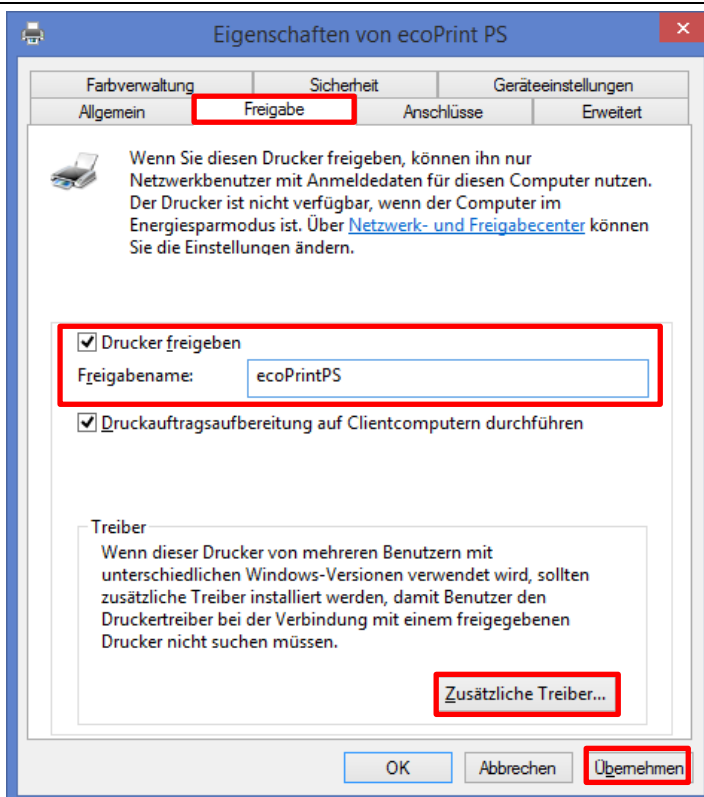 Eigenschaften von ecoPrint PS
Farbverwaltung Sicherheit Geräteeinstellungen
Allgemein Freigabe Anschlüsse Erweitert
Wenn Sie diesen Drucker freigeben, können ihn nur
Netzwerkbenutzer mit Anmeldedaten für diesen Computer nutzen.
Der Drucker ist nicht verfügbar, wenn der Computer im
Energiesparmodus ist. Über Netzwerk- und Freigabecenter können
Sie die Einstellungen ändern.
Drucker freigeben
Freigabename: ecoPrintPS
Druckauftragsaufbereitung auf Clientcomputern durchführen
Treiber
Wenn dieser Drucker von mehreren Benutzern mit
unterschiedlichen Windows-Versionen verwendet wird, sollten
zusätzliche Treiber installiert werden, damit Benutzer den
Druckertreiber bei der Verbindung mit einem freigegebenen
Drucker nicht suchen müssen.
Zusätzliche Treiber...
OK Abbrechen Übernehmen